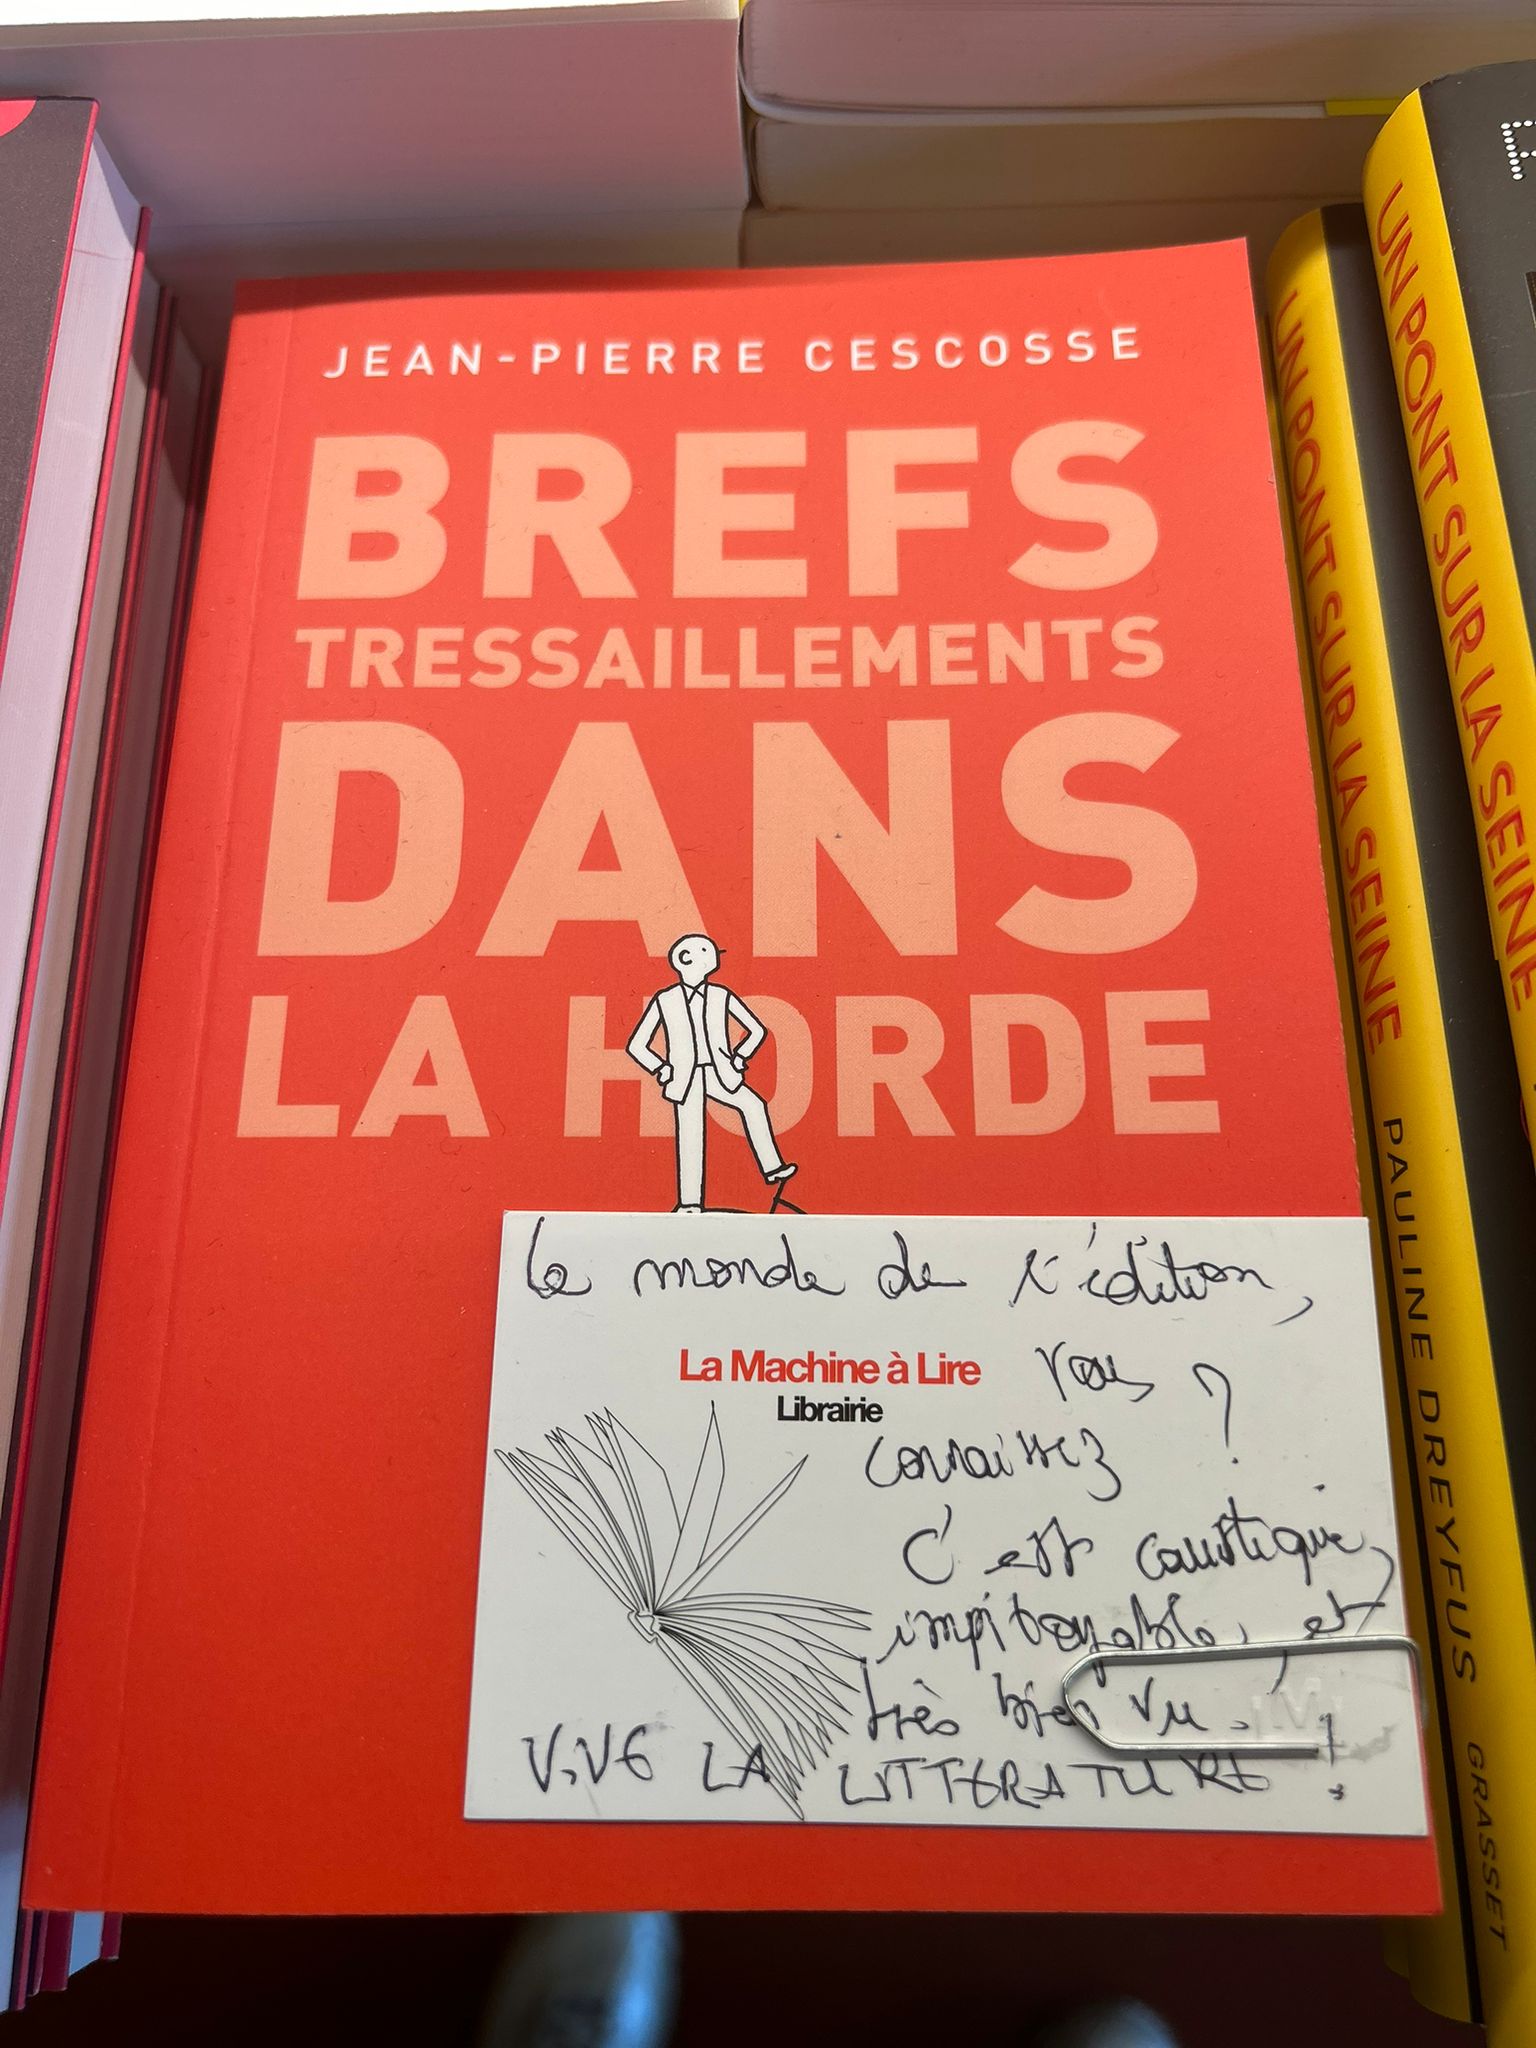 JEAN-PIERRE CESCOSSE
BREFS
TRESSAILLEMENTS
DANS
LA HORDE
Le monde de l'édition,
La Machine à Lire
Librairie
vous
connaissez ?
C'est caustique,
impitoyable, et
très bien vu.
VIVE LA LITTERATURE !
UN PONT SUR LA SEINE
PAULINE DREYFUS
GRASSET
UN PONT SUR LA SEINE